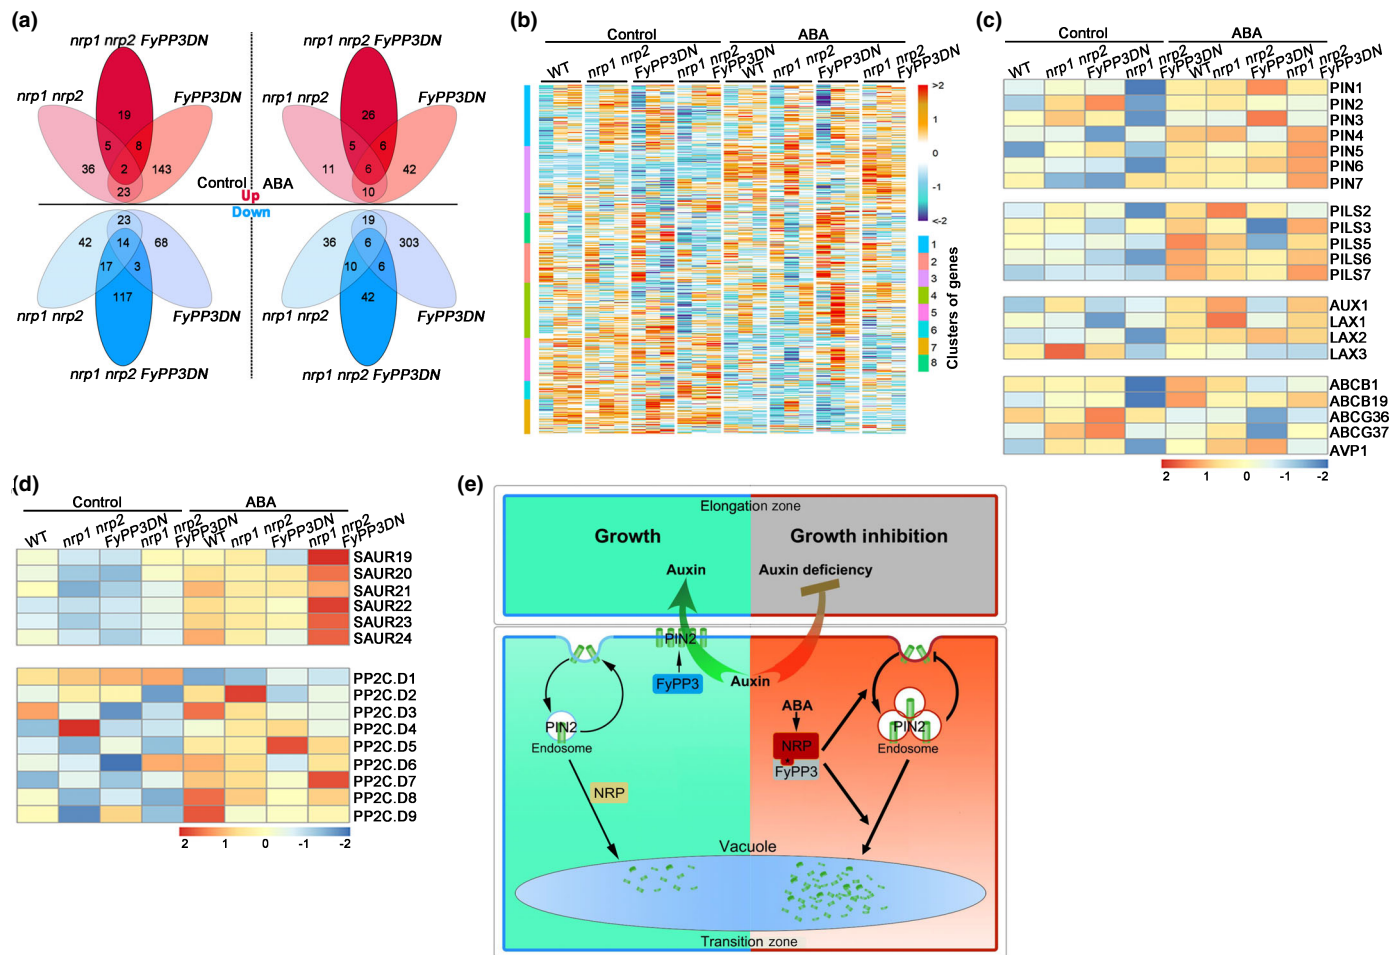 (a)
nrp1 nrp2 FyPP3DN
nrp1 nrp2 FyPP3DN
nrp1 nrp2
FyPP3DN
nrp1 nrp2
FyPP3DN
19
5
8
36
2
143
23
26
5
6
11
6
42
10
Control
ABA
Up
Down
23
42
14
68
17
3
117
19
36
6
303
10
6
42
nrp1 nrp2
FyPP3DN
nrp1 nrp2
FyPP3DN
nrp1 nrp2 FyPP3DN
nrp1 nrp2 FyPP3DN
(b)
Control
ABA
WT
nrp1 nrp2
FyPP3DN
nrp1 nrp2
FyPP3DN
WT
nrp1 nrp2
FyPP3DN
nrp1 nrp2
FyPP3DN
>2
1
0
-1
<-2
1
2
3
4
5
6
7
8
Clusters of genes
(c)
Control
ABA
WT
nrp1 nrp2
FyPP3DN
nrp1 nrp2
FyPP3DN
WT
nrp1 nrp2
FyPP3DN
nrp1 nrp2
FyPP3DN
PIN1
PIN2
PIN3
PIN4
PIN5
PIN6
PIN7
PILS2
PILS3
PILS5
PILS6
PILS7
AUX1
LAX1
LAX2
LAX3
ABCB1
ABCB19
ABCG36
ABCG37
AVP1
2 1 0 -1 -2
(d)
Control
ABA
WT
nrp1 nrp2
FyPP3DN
nrp1 nrp2
FyPP3DN
WT
nrp1 nrp2
FyPP3DN
nrp1 nrp2
FyPP3DN
SAUR19
SAUR20
SAUR21
SAUR22
SAUR23
SAUR24
PP2C.D1
PP2C.D2
PP2C.D3
PP2C.D4
PP2C.D5
PP2C.D6
PP2C.D7
PP2C.D8
PP2C.D9
2 1 0 -1 -2
(e)
Elongation zone
Growth
Growth inhibition
Auxin
Auxin deficiency
PIN2
FyPP3
Auxin
ABA
NRP
FyPP3
PIN2
Endosome
PIN2
Endosome
NRP
Vacuole
Transition zone